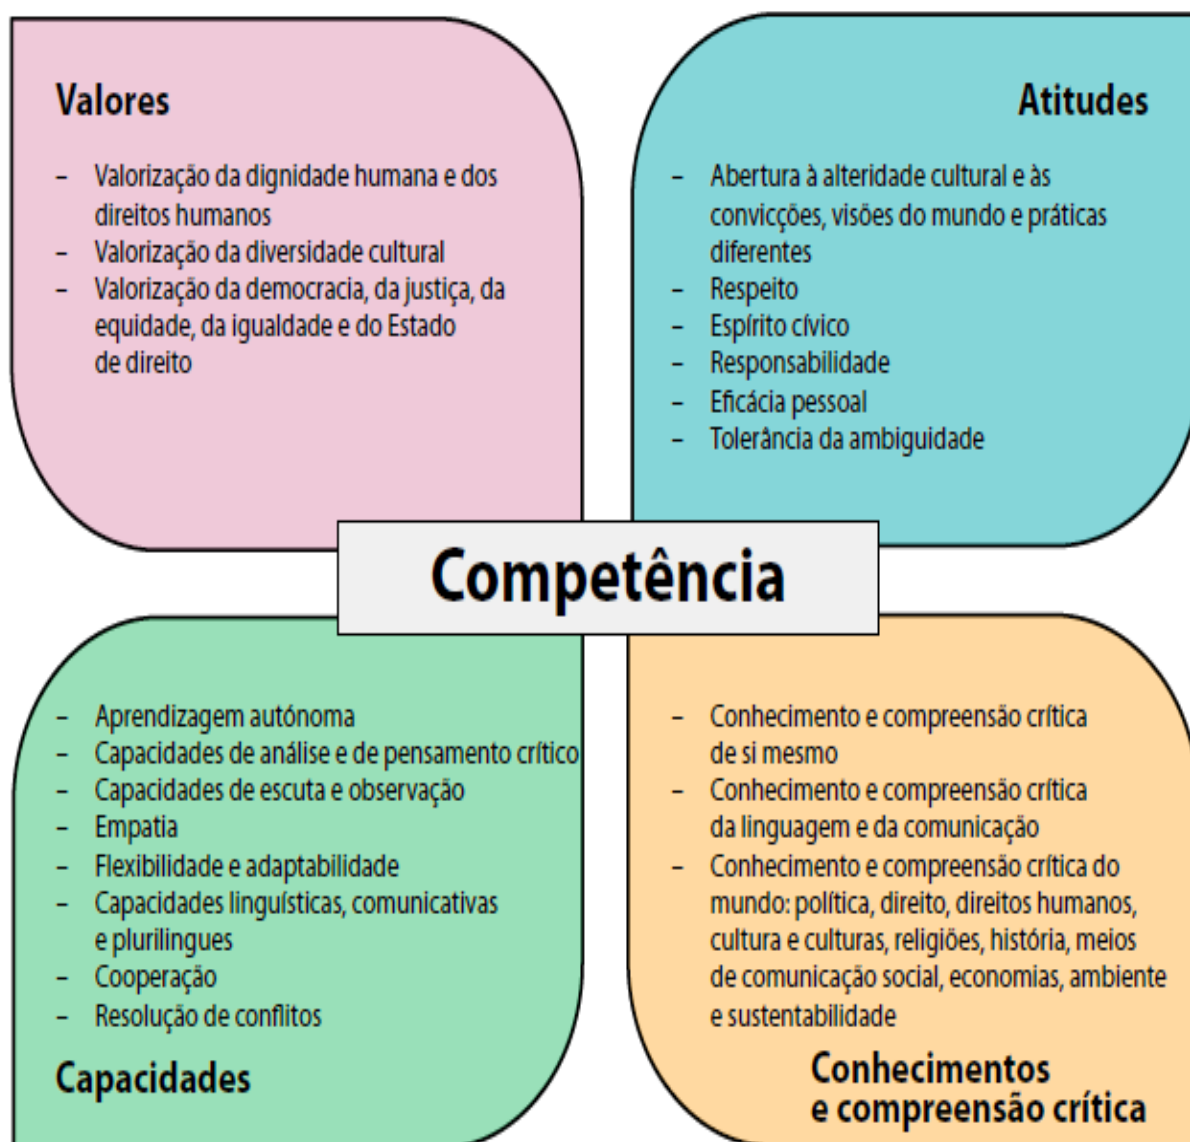 Valores
– Valorização da dignidade humana e dos
direitos humanos
– Valorização da diversidade cultural
– Valorização da democracia, da justiça, da
equidade, da igualdade e do Estado
de direito
Atitudes
– Abertura à alteridade cultural e às
convicções, visões do mundo e práticas
diferentes
– Respeito
– Espírito cívico
– Responsabilidade
– Eficácia pessoal
– Tolerância da ambiguidade
Competência
– Aprendizagem autónoma
– Capacidades de análise e de pensamento crítico
– Capacidades de escuta e observação
– Empatia
– Flexibilidade e adaptabilidade
– Capacidades linguísticas, comunicativas
e plurilingues
– Cooperação
– Resolução de conflitos
Capacidades
– Conhecimento e compreensão crítica
de si mesmo
– Conhecimento e compreensão crítica
da linguagem e da comunicação
– Conhecimento e compreensão crítica do
mundo: política, direito, direitos humanos,
cultura e culturas, religiões, história, meios
de comunicação social, economias, ambiente
e sustentabilidade
Conhecimentos
e compreensão crítica